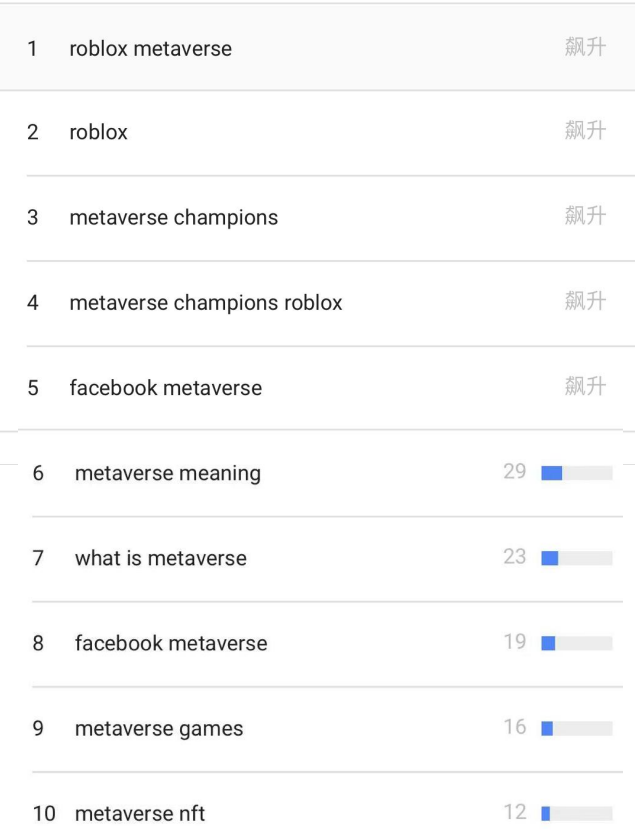 1 roblox metaverse 飙升
2 roblox 飙升
3 metaverse champions 飙升
4 metaverse champions roblox 飙升
5 facebook metaverse 飙升
6 metaverse meaning 29
7 what is metaverse 23
8 facebook metaverse 19
9 metaverse games 16
10 metaverse nft 12